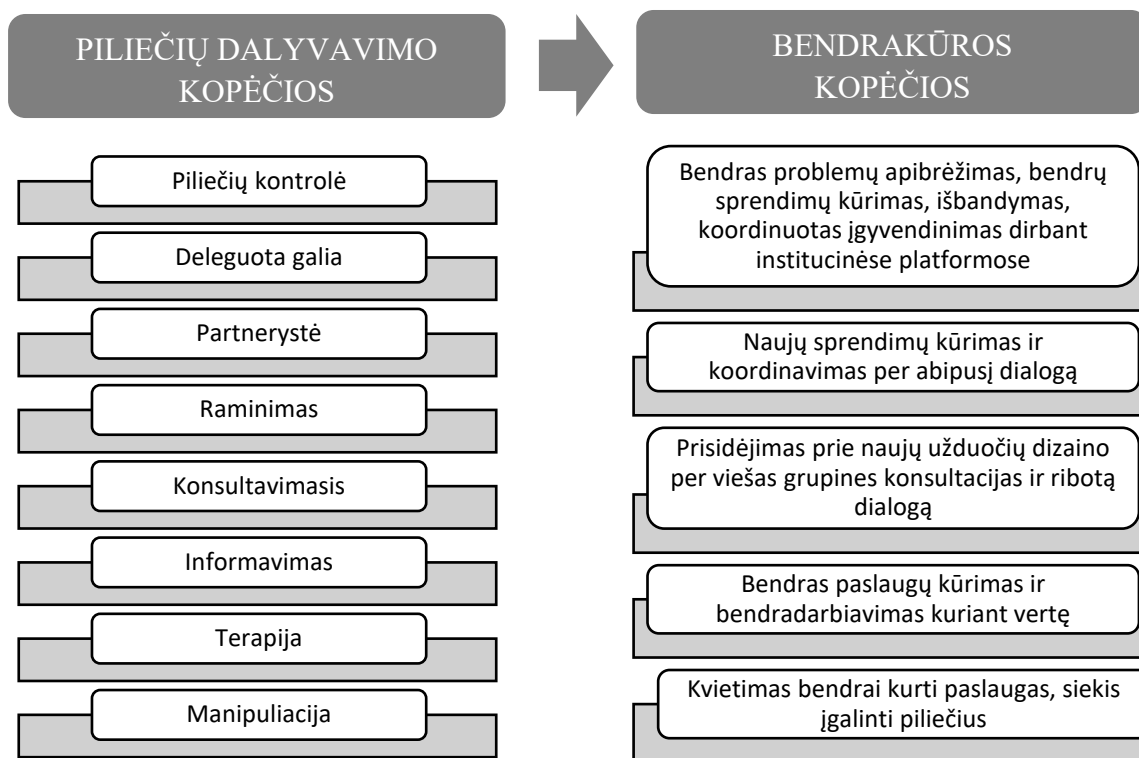 PILIEČIŲ DALYVAVIMO
KOPĖČIOS
Piliečių kontrolė
Deleguota galia
Partnerystė
Raminimas
Konsultavimasis
Informavimas
Terapija
Manipuliacija
BENDRAKŪROS
KOPĖČIOS
Bendras problemų apibrėžimas, bendrų
sprendimų kūrimas, išbandymas,
koordinuotas įgyvendinimas dirbant
institucinėse platformose
Naujų sprendimų kūrimas ir
koordinavimas per abipusį dialogą
Prisidėjimas prie naujų užduočių dizaino
per viešas grupines konsultacijas ir ribotą
dialogą
Bendras paslaugų kūrimas ir
bendradarbiavimas kuriant vertę
Kvietimas bendrai kurti paslaugas, siekis
įgalinti piliečius